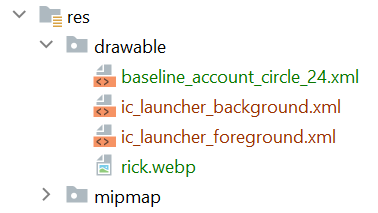 res
drawable
baseline_account_circle_24.xml
ic_launcher_background.xml
ic_launcher_foreground.xml
rick.webp
mipmap